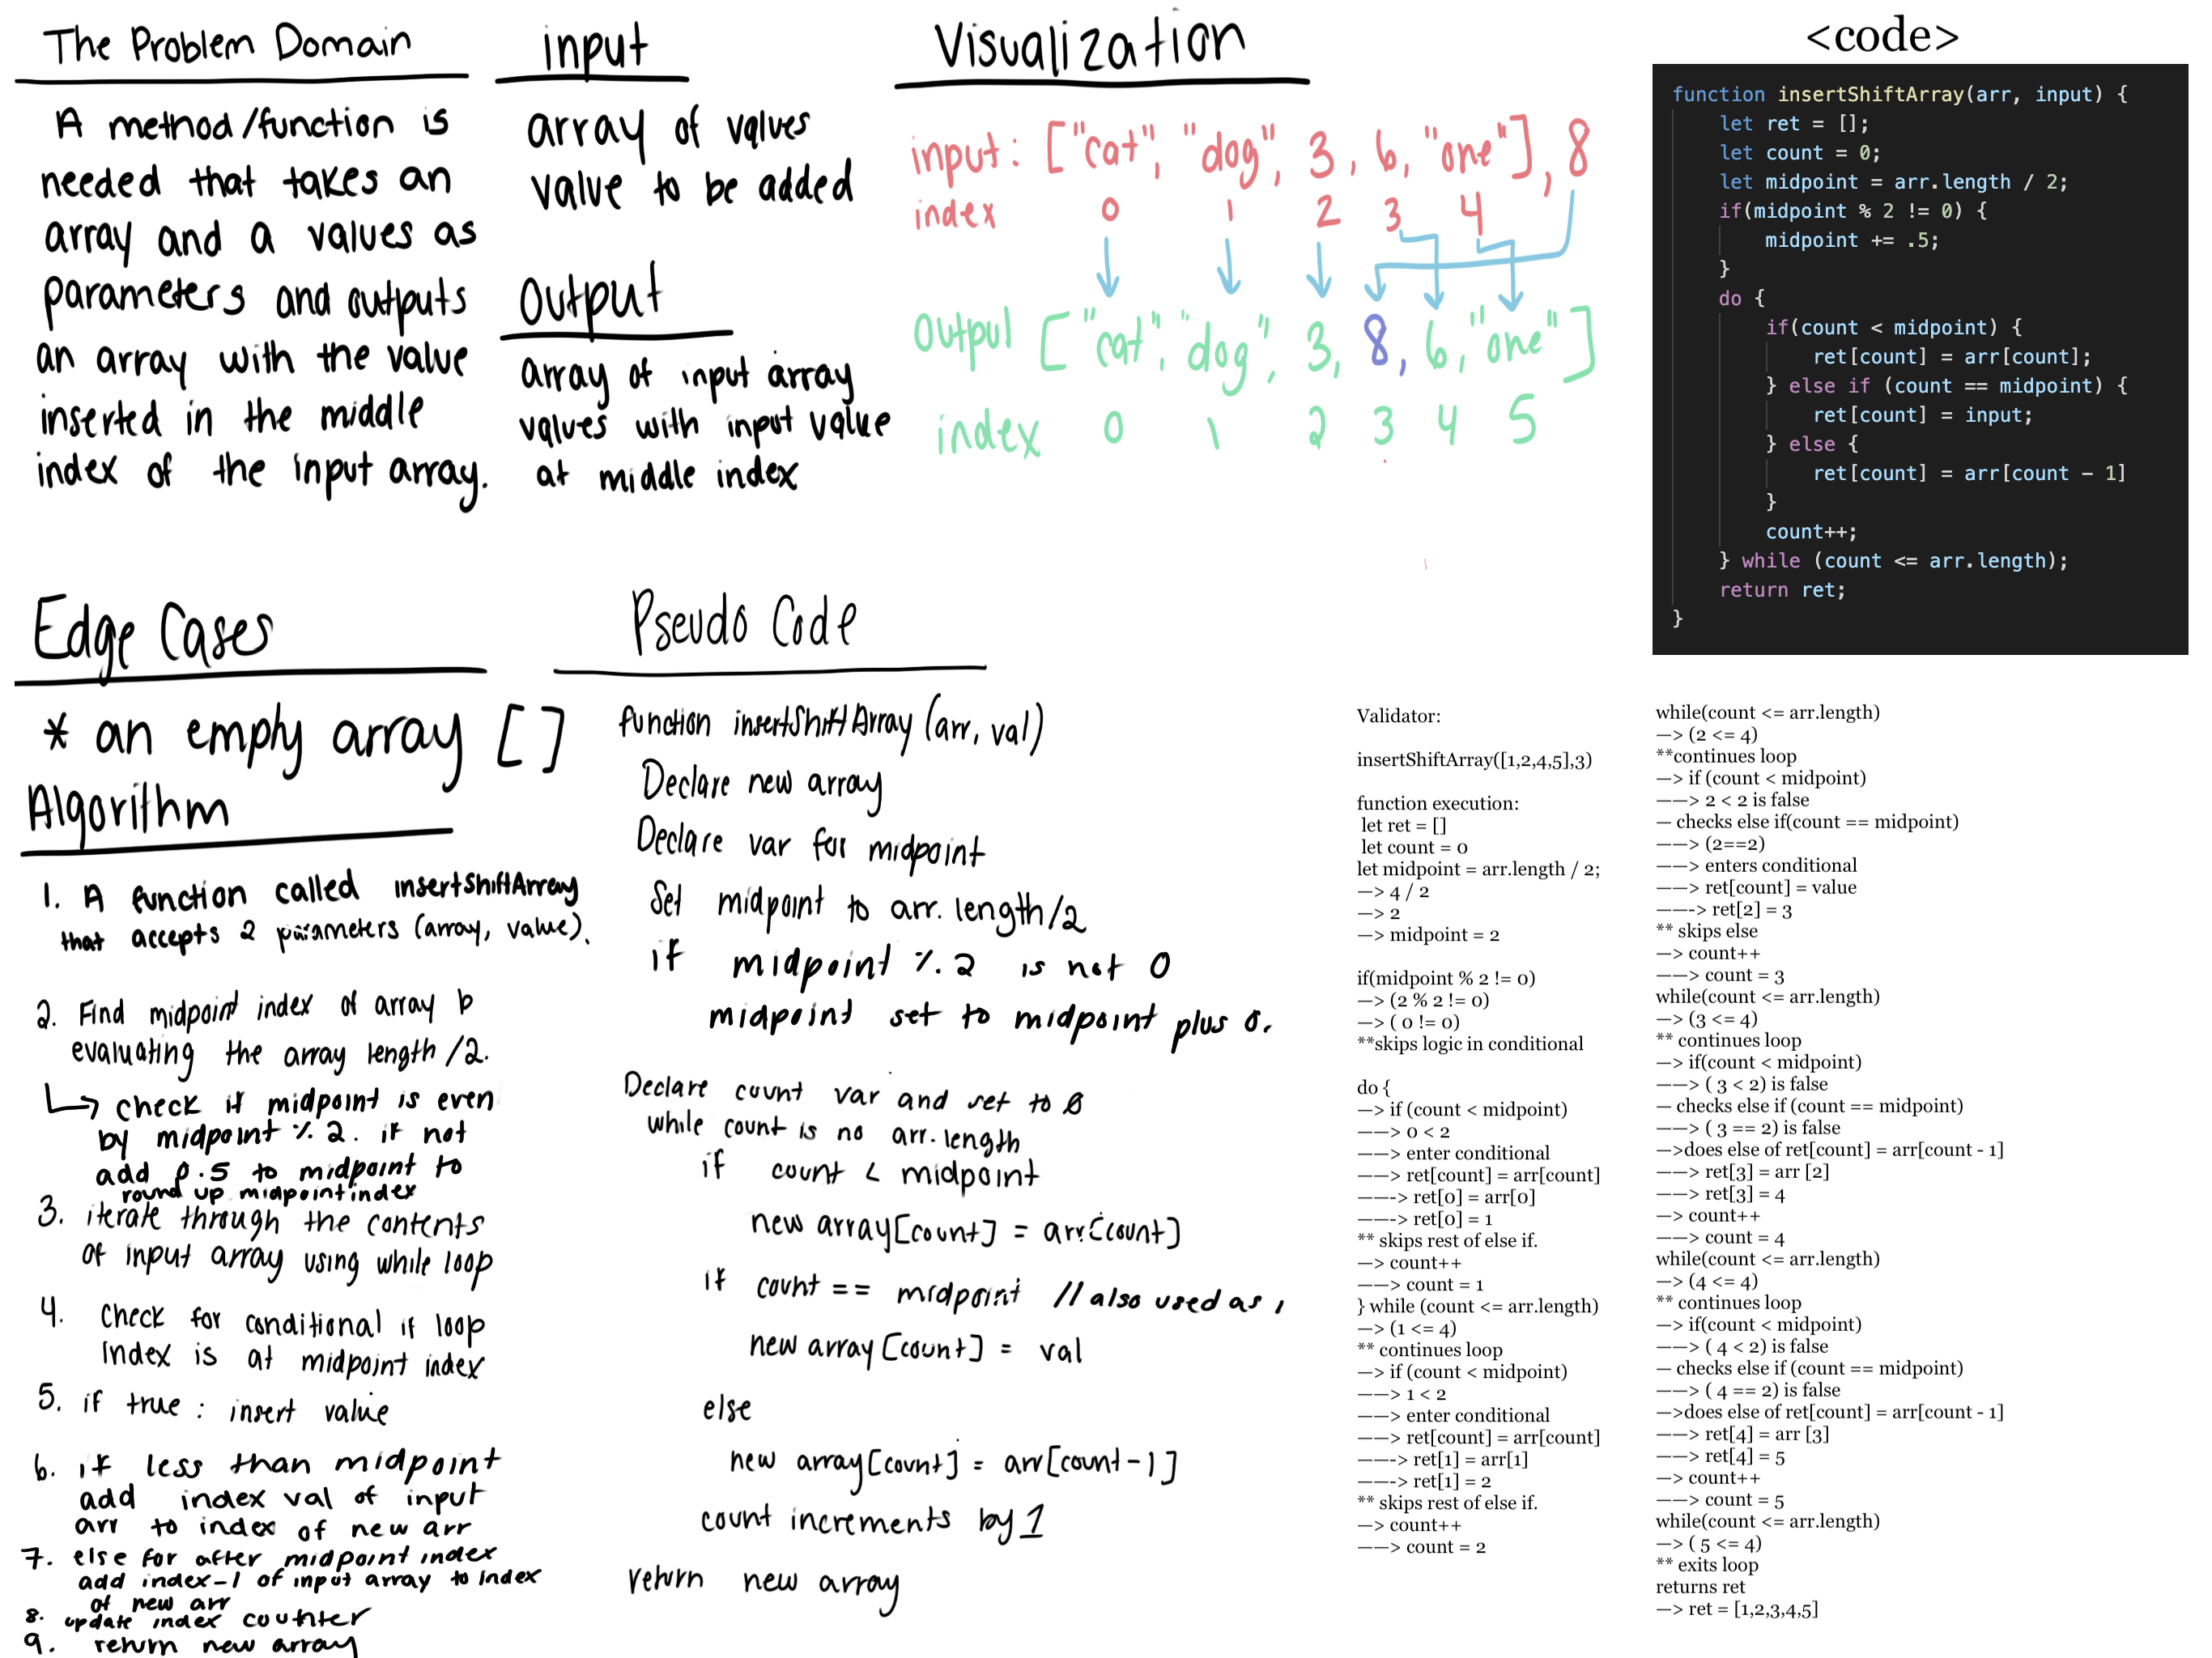 The Problem Domain
A method/function is
needed that takes an
array and a values as
parameters and outputs
an array with the value
inserted in the middle
index of the input array.
input
array of values
value to be added
output
array of input array
values with input value
at middle index
Visualization
input: ["cat", "dog", 3, 6, "one"], 8
index 0 1 2 3 4
output ["cat", "dog", 3, 8, 6, "one"]
index 0 1 2 3 4 5
<code>
function insertShiftArray(arr, input) {
let ret = [];
let count = 0;
let midpoint = arr.length / 2;
if(midpoint % 2 != 0) {
midpoint += .5;
}
do {
if(count < midpoint) {
ret[count] = arr[count];
} else if (count == midpoint) {
ret[count] = input;
} else {
ret[count] = arr[count - 1]
}
count++;
} while (count <= arr.length);
return ret;
}
Edge Cases
* an empty array []
Algorithm
1. A function called insertShiftArray
that accepts 2 parameters (array, value).
2. Find midpoint index of array b
evaluating the array length /2.
↳ check if midpoint is even
by midpoint % 2. if not
add 0.5 to midpoint to
round up midpoint index
3. iterate through the contents
of input array using while loop
4. Check for conditional if loop
index is at midpoint index
5. if true : insert value
6. if less than midpoint
add index val of input
arr to index of new arr
7. else for after midpoint index
add index-1 of input array to index
of new arr
8. update index counter
9. return new array
Pseudo Code
function insertShiftArray (arr, val)
Declare new array
Declare var for midpoint
Set midpoint to arr.length/2
if midpoint % 2 is not 0
midpoint set to midpoint plus 0.
Declare count var and set to 0
while count is no arr.length
if count < midpoint
new array[count] = arr[count]
if count == midpoint // also used as i
new array [count] = val
else
new array[count] = arr[count-1]
count increments by 1
return new array
Validator:
insertShiftArray([1,2,4,5],3)
function execution:
let ret = []
let count = 0
let midpoint = arr.length / 2;
—> 4 / 2
—> 2
—> midpoint = 2
if(midpoint % 2 != 0)
—> (2 % 2 != 0)
—> ( 0 != 0)
**skips logic in conditional
do {
—> if (count < midpoint)
——> 0 < 2
——> enter conditional
——> ret[count] = arr[count]
———> ret[0] = arr[0]
———> ret[0] = 1
** skips rest of else if.
—> count++
——> count = 1
} while (count <= arr.length)
—> (1 <= 4)
** continues loop
—> if (count < midpoint)
——> 1 < 2
——> enter conditional
——> ret[count] = arr[count]
———> ret[1] = arr[1]
———> ret[1] = 2
** skips rest of else if.
—> count++
——> count = 2
while(count <= arr.length)
—> (2 <= 4)
**continues loop
—> if (count < midpoint)
——> 2 < 2 is false
— checks else if(count == midpoint)
——> (2==2)
——> enters conditional
——> ret[count] = value
———> ret[2] = 3
** skips else
—> count++
——> count = 3
while(count <= arr.length)
—> (3 <= 4)
** continues loop
—> if(count < midpoint)
——> ( 3 < 2) is false
— checks else if (count == midpoint)
——> ( 3 == 2) is false
—>does else of ret[count] = arr[count - 1]
——> ret[3] = arr [2]
——> ret[3] = 4
—> count++
——> count = 4
while(count <= arr.length)
—> (4 <= 4)
** continues loop
—> if(count < midpoint)
——> ( 4 < 2) is false
— checks else if (count == midpoint)
——> ( 4 == 2) is false
—>does else of ret[count] = arr[count - 1]
——> ret[4] = arr [3]
——> ret[4] = 5
—> count++
——> count = 5
while(count <= arr.length)
—> ( 5 <= 4)
** exits loop
returns ret
—> ret = [1,2,3,4,5]